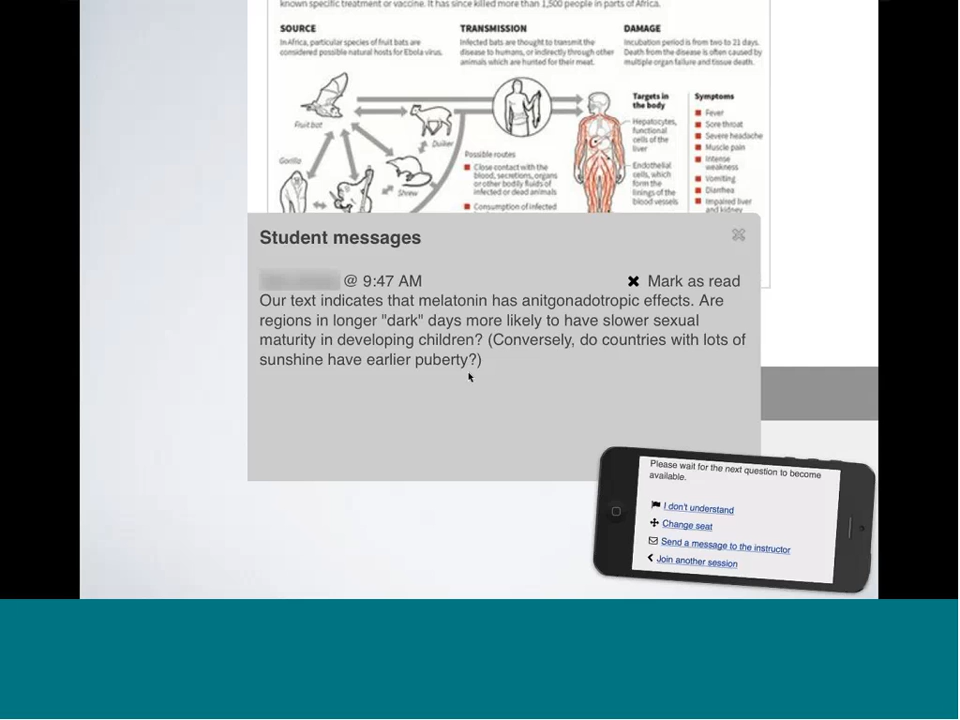 known specific treatment or vaccine. It has since killed more than 1,500 people in parts of Africa.
SOURCE
In Africa, particular species of fruit bats are
considered possible natural hosts for Ebola virus.
TRANSMISSION
Infected bats are thought to transmit the
disease to humans, or indirectly through other
animals which are hunted for their meat.
DAMAGE
Incubation period is from two to 21 days.
Death from the disease is often caused by
multiple organ failure and tissue death.
Fruit bat
Duiker
Gorilla
Shrew
Possible routes
Close contact with the
blood, secretions, organs
or other bodily fluids of
infected or dead animals
Consumption of infected
Targets in
the body
Hepatocytes,
functional
cells of the
liver
Endothelial
cells, which
form the
linings of the
blood vessels
Symptoms
Fever
Sore throat
Severe headache
Muscle pain
Intense
weakness
Vomiting
Diarrhea
Impaired liver
and kidney
Student messages
@ 9:47 AM
Mark as read
Our text indicates that melatonin has anitgonadotropic effects. Are
regions in longer "dark" days more likely to have slower sexual
maturity in developing children? (Conversely, do countries with lots of
sunshine have earlier puberty?)
Please wait for the next question to become
available.
I don't understand
Change seat
Send a message to the instructor
Join another session